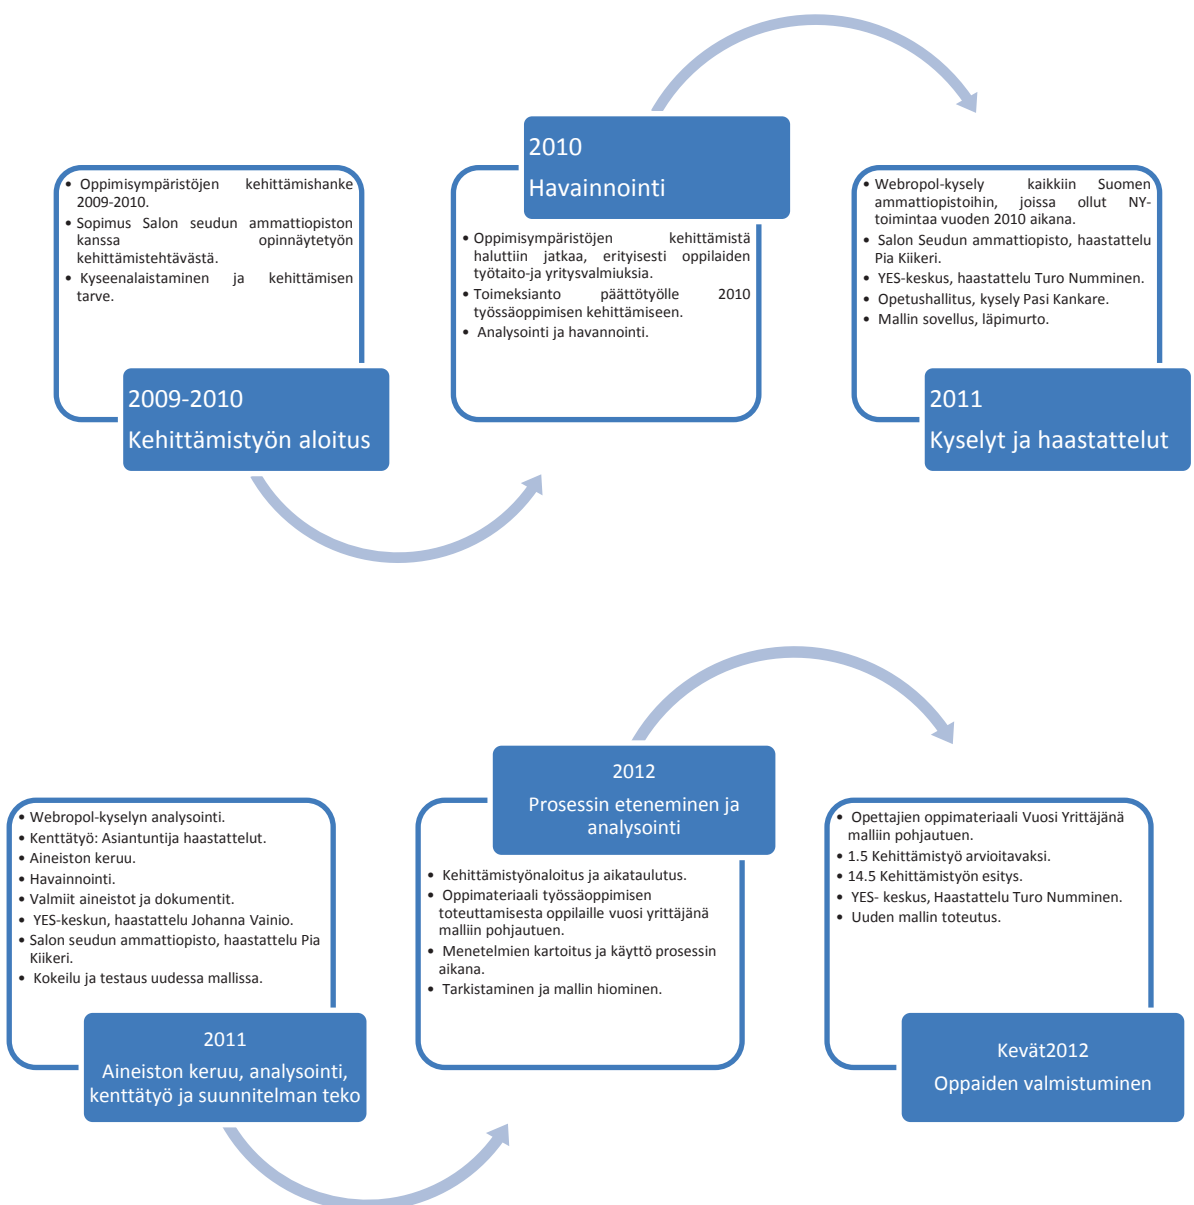 • Oppimisympäristöjen kehittämishanke
2009-2010.
• Sopimus Salon seudun ammattiopiston
kanssa opinnäytetyön
kehittämistehtävästä.
• Kyseenalaistaminen ja kehittämisen
tarve.
2009-2010
Kehittämistyön aloitus
2010
Havainnointi
• Oppimisympäristöjen kehittämistä
haluttiin jatkaa, erityisesti oppilaiden
työtaito-ja yritysvalmiuksia.
• Toimeksianto päättötyölle 2010
työssäoppimisen kehittämiseen.
• Analysointi ja havannointi.
• Webropol-kysely kaikkiin Suomen
ammattiopistoihin, joissa ollut NY-
toimintaa vuoden 2010 aikana.
• Salon Seudun ammattiopisto, haastattelu
Pia Kiikeri.
• YES-keskus, haastattelu Turo Numminen.
• Opetushallitus, kysely Pasi Kankare.
• Mallin sovellus, läpimurto.
2011
Kyselyt ja haastattelut
• Webropol-kyselyn analysointi.
• Kenttätyö: Asiantuntija haastattelut.
• Aineiston keruu.
• Havainnointi.
• Valmiit aineistot ja dokumentit.
• YES-keskun, haastattelu Johanna Vainio.
• Salon seudun ammattiopisto, haastattelu Pia
Kiikeri.
• Kokeilu ja testaus uudessa mallissa.
2011
Aineiston keruu, analysointi,
kenttätyö ja suunnitelman teko
2012
Prosessin eteneminen ja
analysointi
• Kehittämistyönaloitus ja aikataulutus.
• Oppimateriaali työssäoppimisen
toteuttamisesta oppilaille vuosi yrittäjänä
malliin pohjautuen.
• Menetelmien kartoitus ja käyttö prosessin
aikana.
• Tarkistaminen ja mallin hiominen.
• Opettajien oppimateriaali Vuosi Yrittäjänä
malliin pohjautuen.
• 1.5 Kehittämistyö arvioitavaksi.
• 14.5 Kehittämistyön esitys.
• YES- keskus, Haastattelu Turo Numminen.
• Uuden mallin toteutus.
Kevät2012
Oppaiden valmistuminen